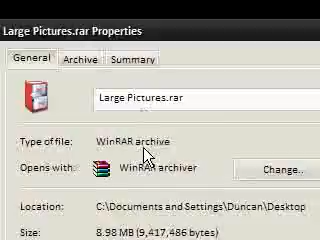 Large Pictures.rar Properties
General Archive Summary
Large Pictures.rar
Type of file: WinRAR archive
Opens with: WinRAR archiver Change...
Location: C:\Documents and Settings\Duncan\Desktop
Size: 8.98 MB (9,417,486 bytes)